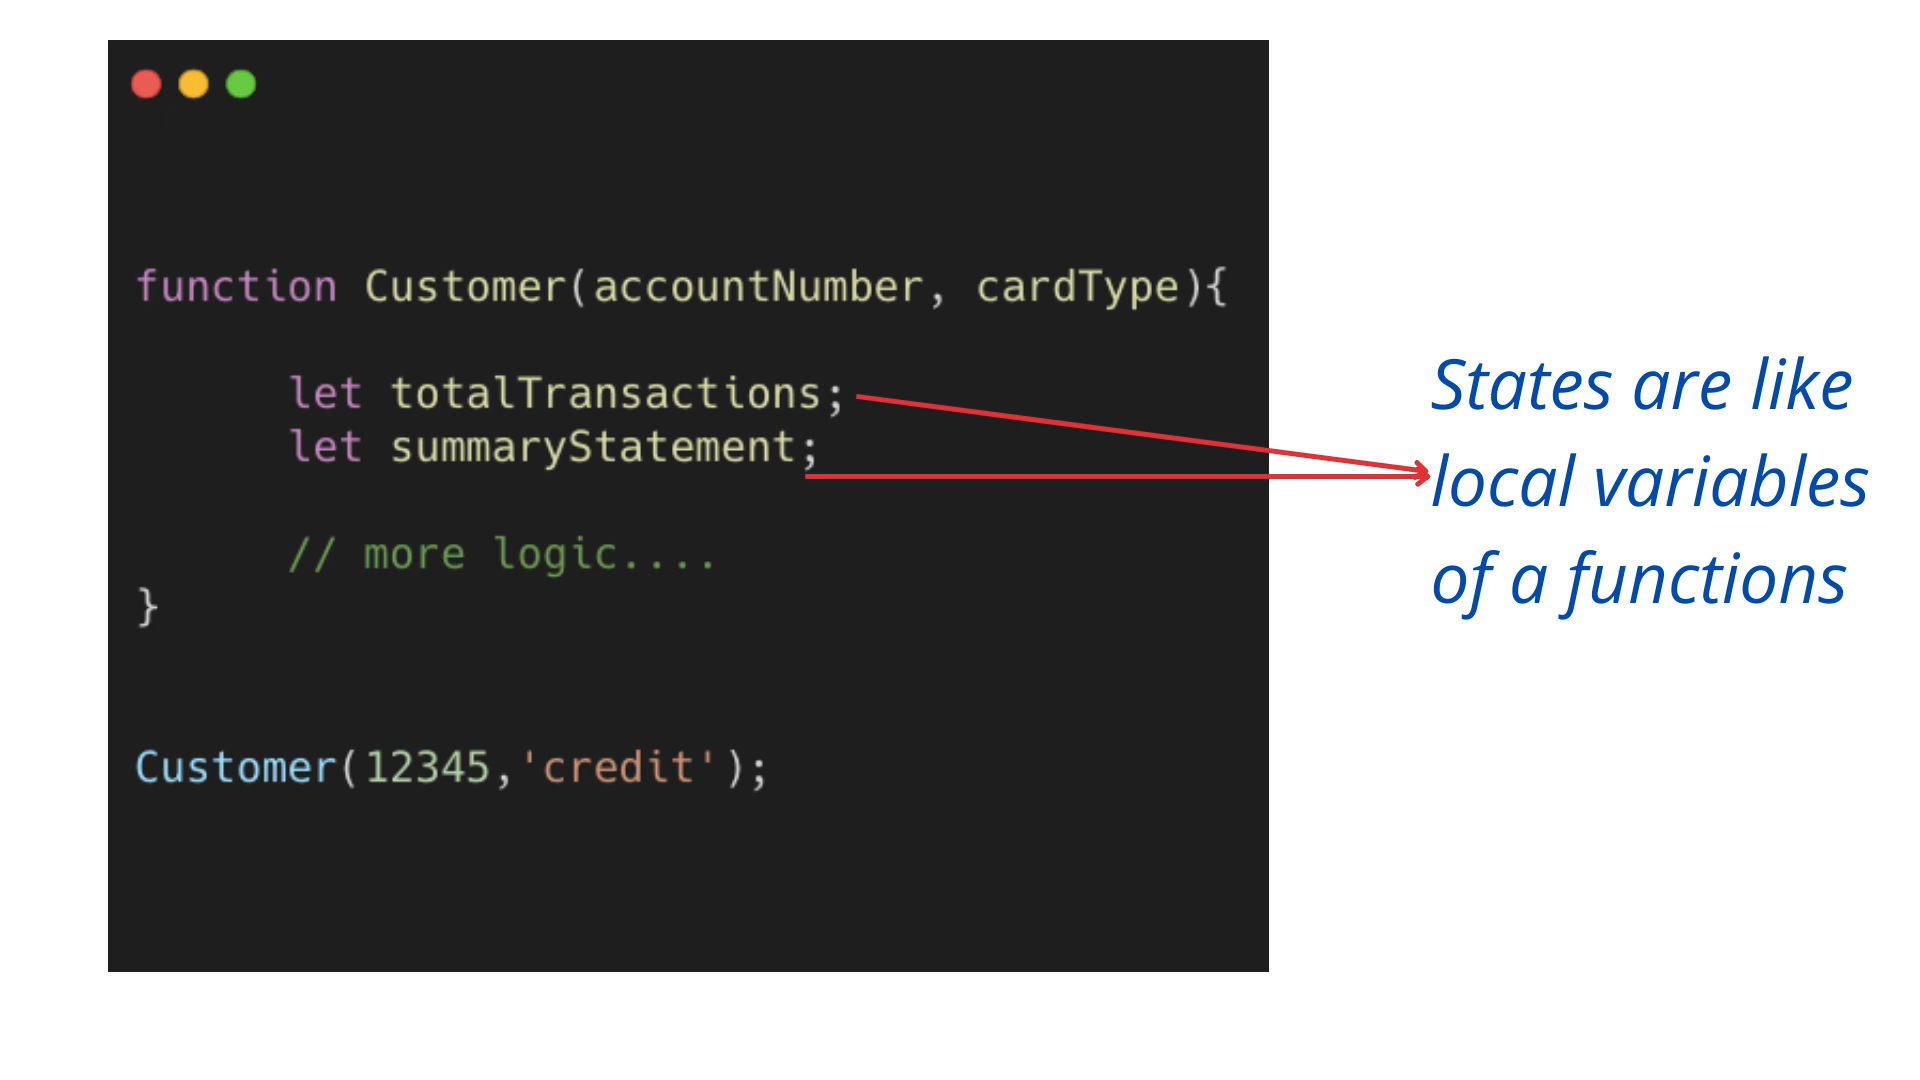 function Customer(accountNumber, cardType){
let totalTransactions;
let summaryStatement;
// more logic....
}
Customer(12345,'credit');
States are like
local variables
of a functions